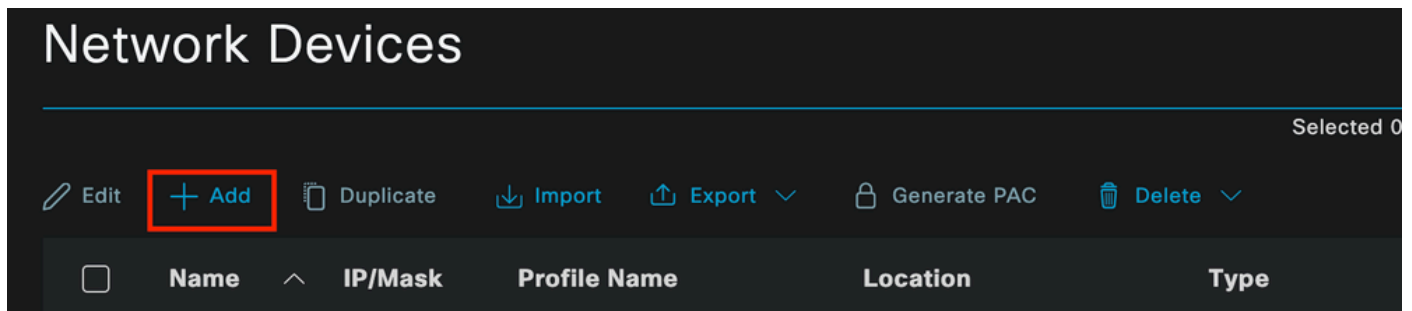 Network Devices
Selected 0
Edit Add Duplicate Import Export Generate PAC Delete
Name IP/Mask Profile Name Location Type